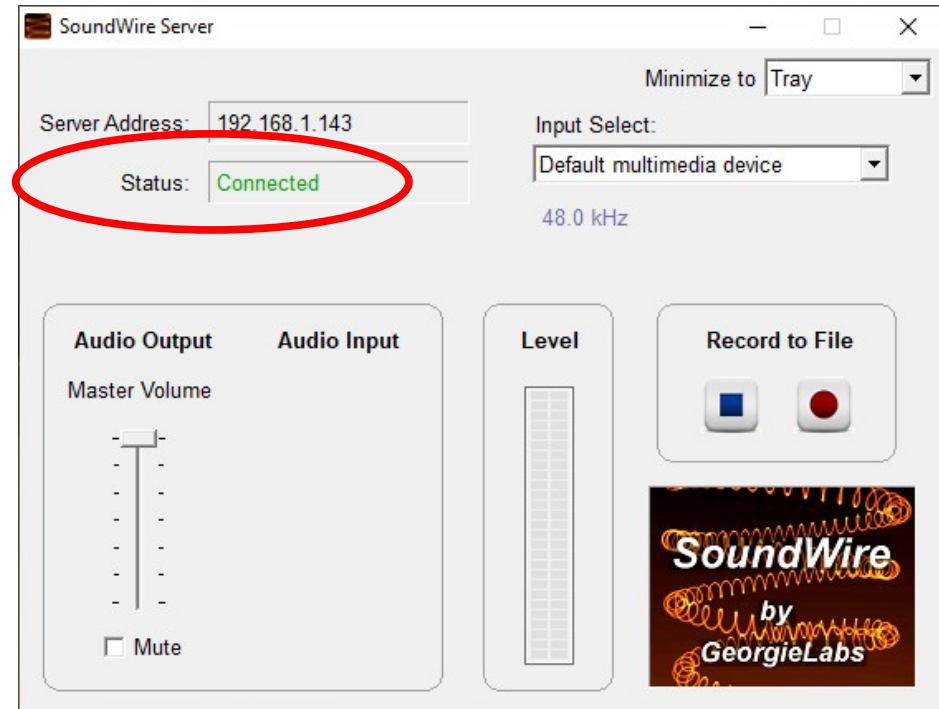 SoundWire Server
Minimize to Tray
Server Address: 192.168.1.143
Input Select:
Default multimedia device
Status: Connected
48.0 kHz
Audio Output Audio Input
Master Volume
Mute
Level
Record to File
SoundWire
by
GeorgieLabs